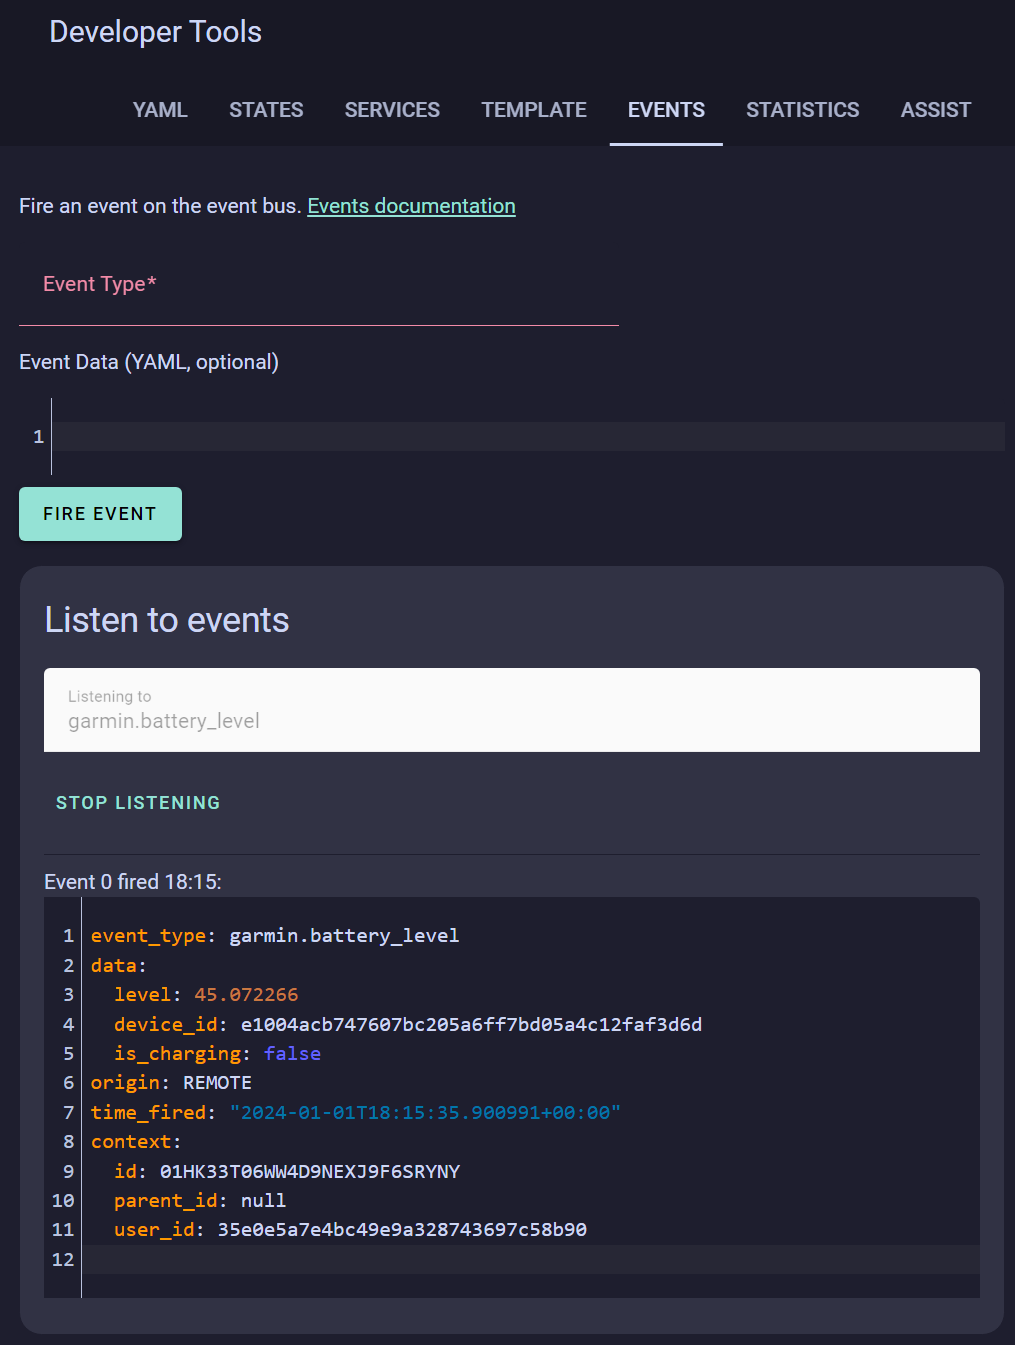 Developer Tools
YAML STATES SERVICES TEMPLATE EVENTS STATISTICS ASSIST
Fire an event on the event bus. Events documentation
Event Type*
Event Data (YAML, optional)
1
FIRE EVENT
Listen to events
Listening to
garmin.battery_level
STOP LISTENING
Event 0 fired 18:15:
1 event_type: garmin.battery_level
2 data:
3   level: 45.072266
4   device_id: e1004acb747607bc205a6ff7bd05a4c12faf3d6d
5   is_charging: false
6 origin: REMOTE
7 time_fired: "2024-01-01T18:15:35.900991+00:00"
8 context:
9   id: 01HK33T06WW4D9NEXJ9F6SRYNY
10   parent_id: null
11   user_id: 35e0e5a7e4bc49e9a328743697c58b90
12